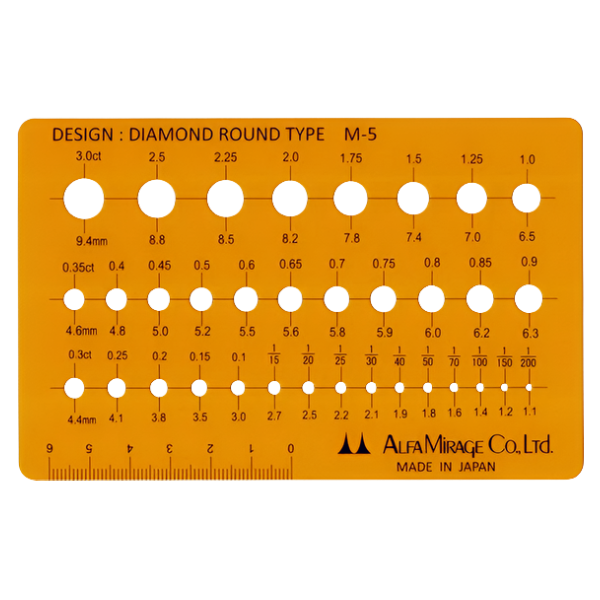 DESIGN : DIAMOND ROUND TYPE M-5
3.0ct 2.5 2.25 2.0 1.75 1.5 1.25 1.0
9.4mm 8.8 8.5 8.2 7.8 7.4 7.0 6.5
0.35ct 0.4 0.45 0.5 0.6 0.65 0.7 0.75 0.8 0.85 0.9
4.6mm 4.8 5.0 5.2 5.5 5.6 5.8 5.9 6.0 6.2 6.3
0.3ct 0.25 0.2 0.15 0.1 1/15 1/20 1/25 1/30 1/40 1/50 1/70 1/100 1/150 1/200
4.4mm 4.1 3.8 3.5 3.0 2.7 2.5 2.2 2.1 1.9 1.8 1.6 1.4 1.2 1.1
6 5 4 3 2 1 0
ALFA MIRAGE CO., LTD.
MADE IN JAPAN